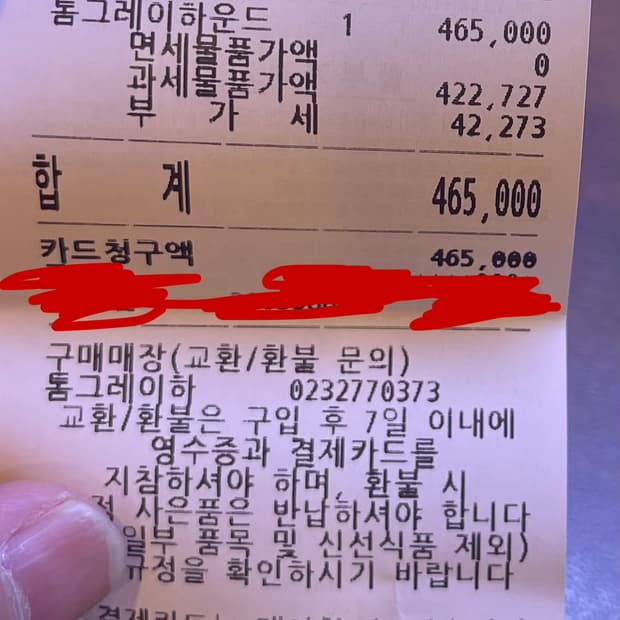 톰그레이하운드 1 465,000
면세물품가액 0
과세물품가액 422,727
부 가 세 42,273
합 계 465,000
카드청구액 465,000
구매매장(교환/환불 문의)
톰그레이하 0232770373
교환/환불은 구입 후 7일 이내에
영수증과 결제카드를
지참하셔야 하며, 환불 시
사은품은 반납하셔야 합니다
일부 품목 및 신선식품 제외)
규정을 확인하시기 바랍니다